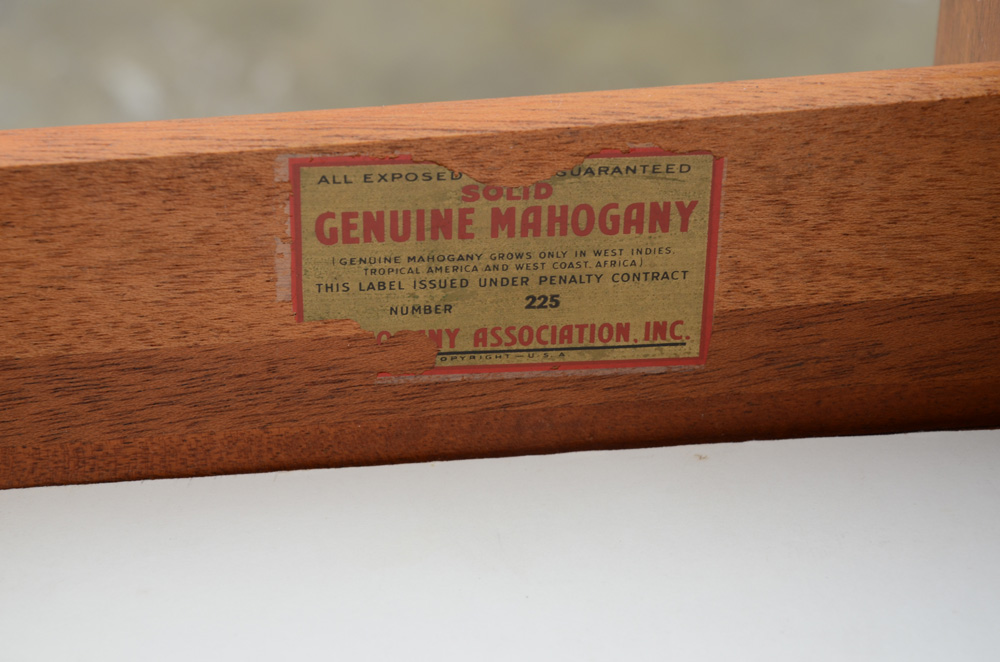 ALL EXPOSED GUARANTEED
SOLID
GENUINE MAHOGANY
(GENUINE MAHOGANY GROWS ONLY IN WEST INDIES,
TROPICAL AMERICA AND WEST COAST, AFRICA)
THIS LABEL ISSUED UNDER PENALTY CONTRACT
NUMBER 225
OGANY ASSOCIATION, INC.
OPYRIGHT—U.S.A.